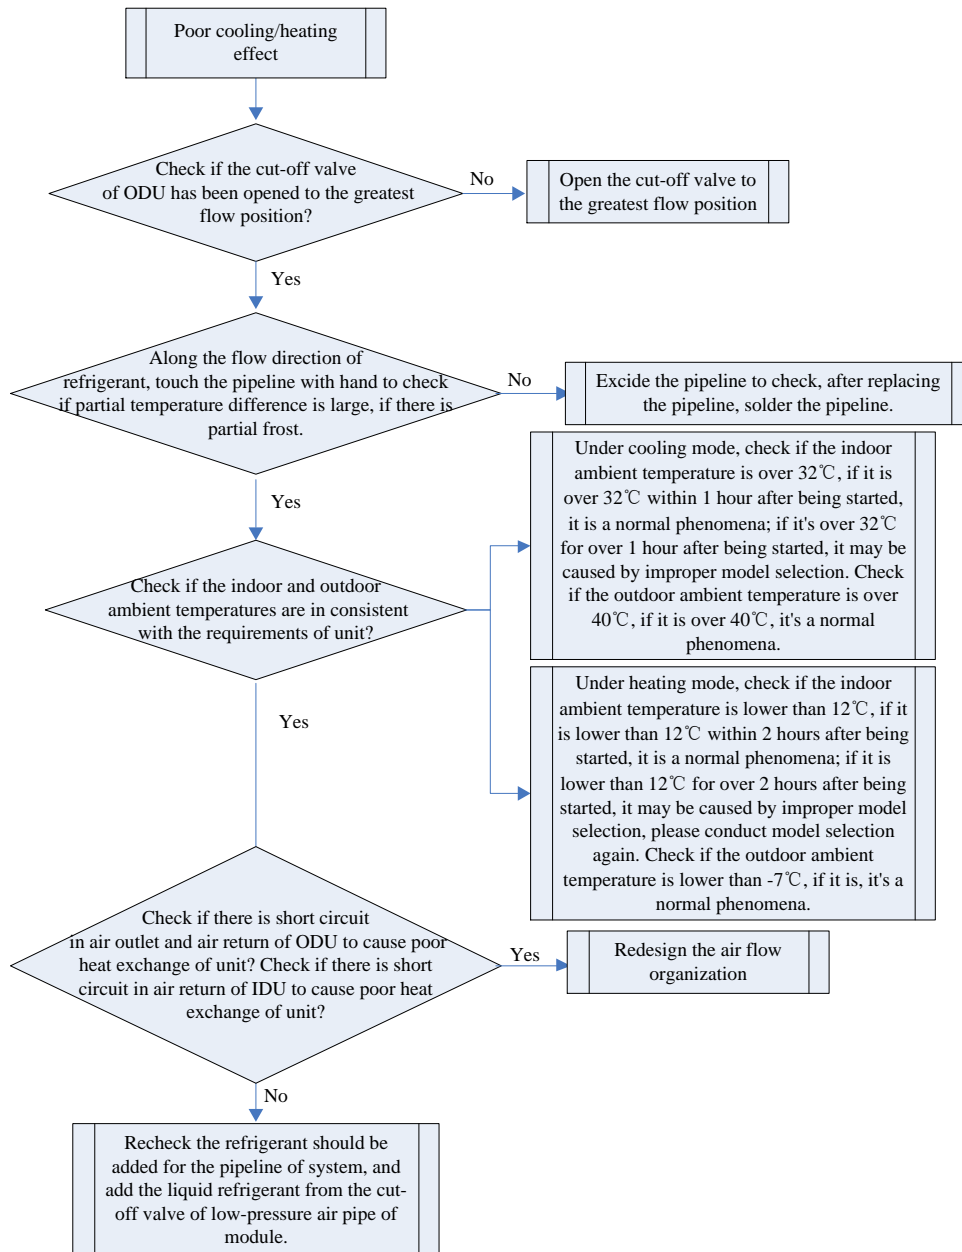 Poor cooling/heating
effect
Check if the cut-off valve
of ODU has been opened to the greatest
flow position?
No
Open the cut-off valve to
the greatest flow position
Yes
Along the flow direction of
refrigerant, touch the pipeline with hand to check
if partial temperature difference is large, if there is
partial frost.
No
Excide the pipeline to check, after replacing
the pipeline, solder the pipeline.
Yes
Check if the indoor and outdoor
ambient temperatures are in consistent
with the requirements of unit?
Under cooling mode, check if the indoor
ambient temperature is over 32℃, if it is
over 32℃ within 1 hour after being started,
it is a normal phenomena; if it's over 32℃
for over 1 hour after being started, it may be
caused by improper model selection. Check
if the outdoor ambient temperature is over
40℃, if it is over 40℃, it's a normal
phenomena.
Under heating mode, check if the indoor
ambient temperature is lower than 12℃, if it
is lower than 12℃ within 2 hours after being
started, it is a normal phenomena; if it is
lower than 12℃ for over 2 hours after being
started, it may be caused by improper model
selection, please conduct model selection
again. Check if the outdoor ambient
temperature is lower than -7℃, if it is, it's a
normal phenomena.
Yes
Check if there is short circuit
in air outlet and air return of ODU to cause poor
heat exchange of unit? Check if there is short
circuit in air return of IDU to cause poor heat
exchange of unit?
Yes
Redesign the air flow
organization
No
Recheck the refrigerant should be
added for the pipeline of system, and
add the liquid refrigerant from the cut-
off valve of low-pressure air pipe of
module.